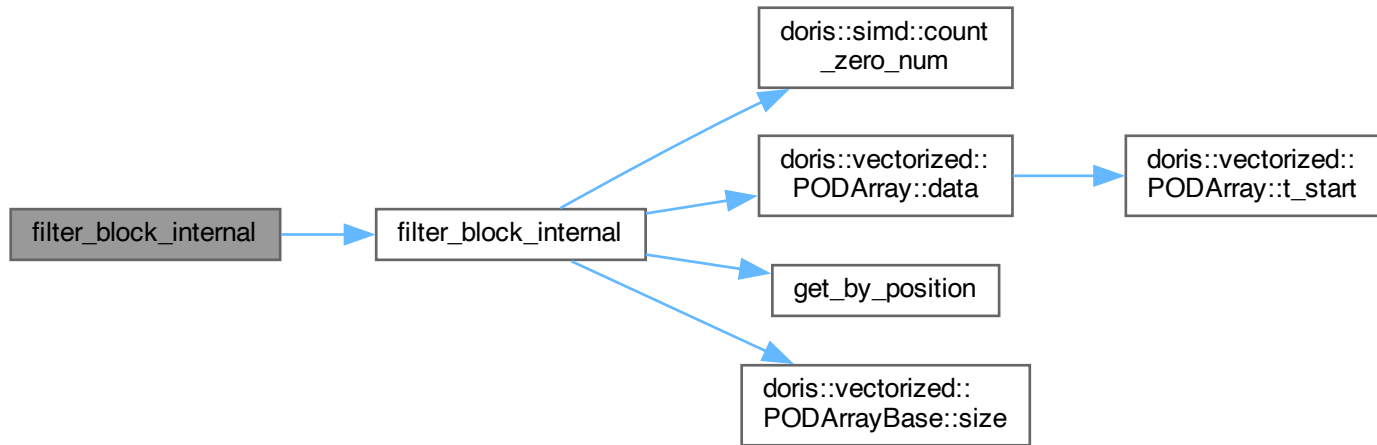 filter_block_internal
filter_block_internal
doris::simd::count
_zero_num
doris::vectorized::
PODArray::data
doris::vectorized::
PODArray::t_start
get_by_position
doris::vectorized::
PODArrayBase::size